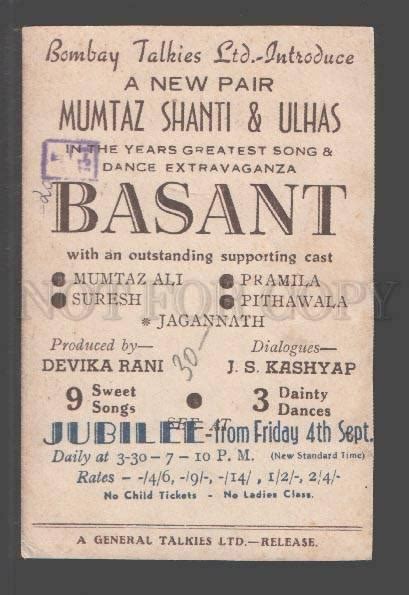 Bombay Talkies Ltd.-Introduce
A NEW PAIR
MUMTAZ SHANTI & ULHAS
IN THE YEARS GREATEST SONG &
DANCE EXTRAVAGANZA
BASANT
with an outstanding supporting cast
MUMTAZ ALI
PRAMILA
SURESH
PITHAWALA
NOT FOR COPY
* JAGANNATH
Produced by—
Dialogues—
DEVIKA RANI
30-
J. S. KASHYAP
9 Sweet Songs
3 Dainty Dances
SEE AT
JUBILEE-from Friday 4th Sept.
Daily at 3-30-7-10 P. M. (New Standard Time)
Rates - -/4/6, -/9/-, -/14/, 1/2/-, 2/4/-
No Child Tickets - No Ladies Class.
A GENERAL TALKIES LTD.—RELEASE.